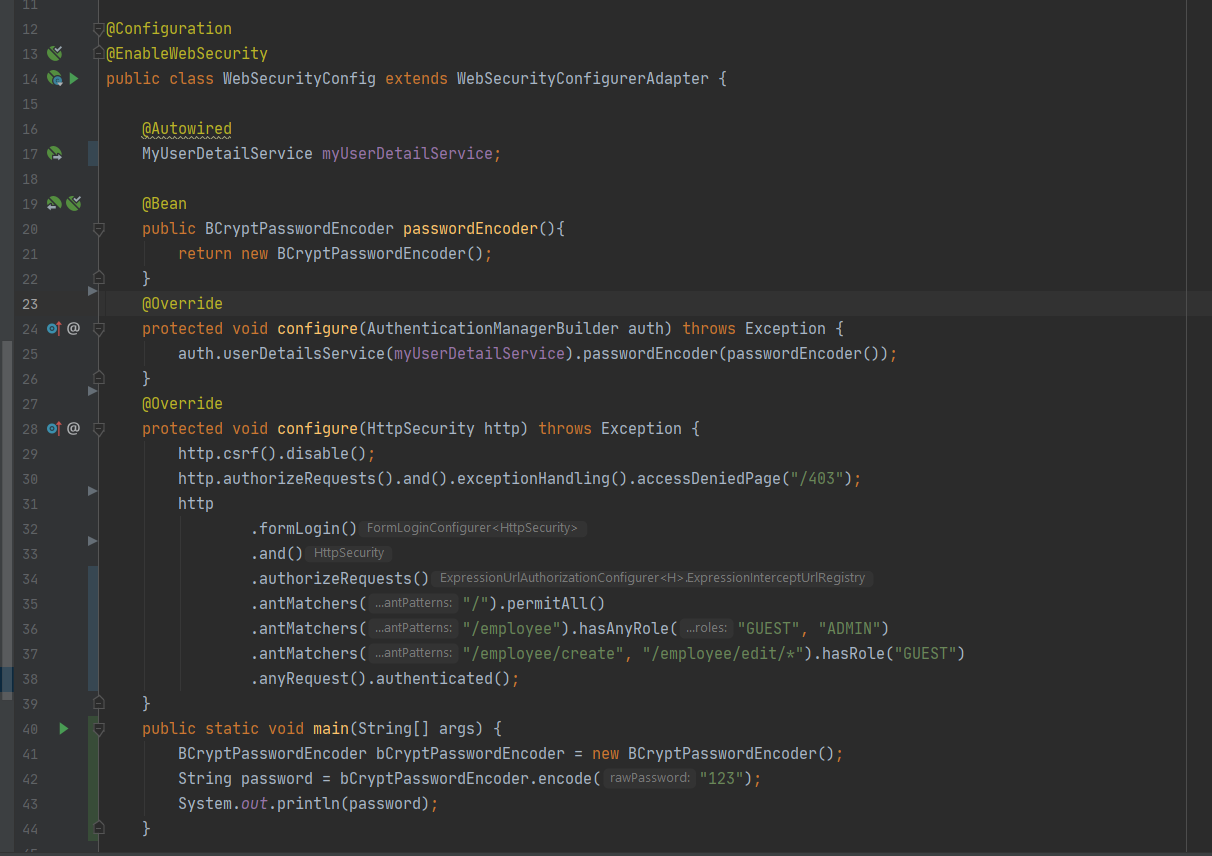 11
12 @Configuration
13 @EnableWebSecurity
14 public class WebSecurityConfig extends WebSecurityConfigurerAdapter {
15
16 @Autowired
17 MyUserDetailService myUserDetailService;
18
19 @Bean
20 public BCryptPasswordEncoder passwordEncoder(){
21 return new BCryptPasswordEncoder();
22 }
23 @Override
24 @ protected void configure(AuthenticationManagerBuilder auth) throws Exception {
25 auth.userDetailsService(myUserDetailService).passwordEncoder(passwordEncoder());
26 }
27 @Override
28 @ protected void configure(HttpSecurity http) throws Exception {
29 http.csrf().disable();
30 http.authorizeRequests().and().exceptionHandling().accessDeniedPage("/403");
31 http
32 .formLogin() FormLoginConfigurer<HttpSecurity>
33 .and() HttpSecurity
34 .authorizeRequests() ExpressionUrlAuthorizationConfigurer<H>.ExpressionInterceptUrlRegistry
35 .antMatchers( ...antPatterns: "/").permitAll()
36 .antMatchers( ...antPatterns: "/employee").hasAnyRole( ...roles: "GUEST", "ADMIN")
37 .antMatchers( ...antPatterns: "/employee/create", "/employee/edit/*").hasRole("GUEST")
38 .anyRequest().authenticated();
39 }
40 public static void main(String[] args) {
41 BCryptPasswordEncoder bCryptPasswordEncoder = new BCryptPasswordEncoder();
42 String password = bCryptPasswordEncoder.encode( rawPassword: "123");
43 System.out.println(password);
44 }
45